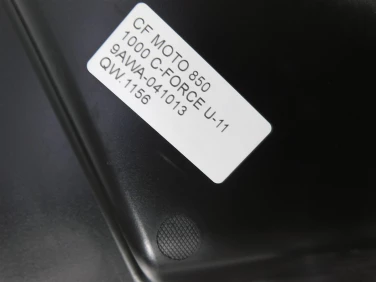 CF MOTO 850
1000 C-FORCE U-11
9AWA-041013
QW.1156